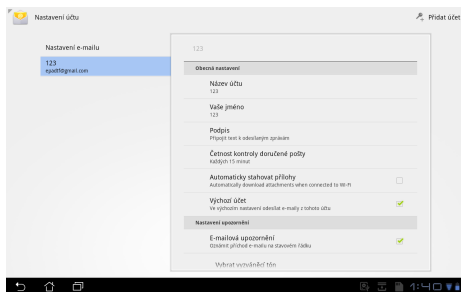 Nastavení účtu
Přidat účet
Nastavení e-mailu
123
epadtf@gmail.com
123
Obecná nastavení
Název účtu
123
Vaše jméno
123
Podpis
Připojit text k odesílaným zprávám
Četnost kontroly doručené pošty
Každých 15 minut
Automaticky stahovat přílohy
Automatically download attachments when connected to Wi-Fi
Výchozí účet
Ve výchozím nastavení odesílat e-maily z tohoto účtu
Nastavení upozornění
E-mailová upozornění
Oznámit příchod e-mailu na stavovém řádku
Vybrat vyzváněcí tón
1:40